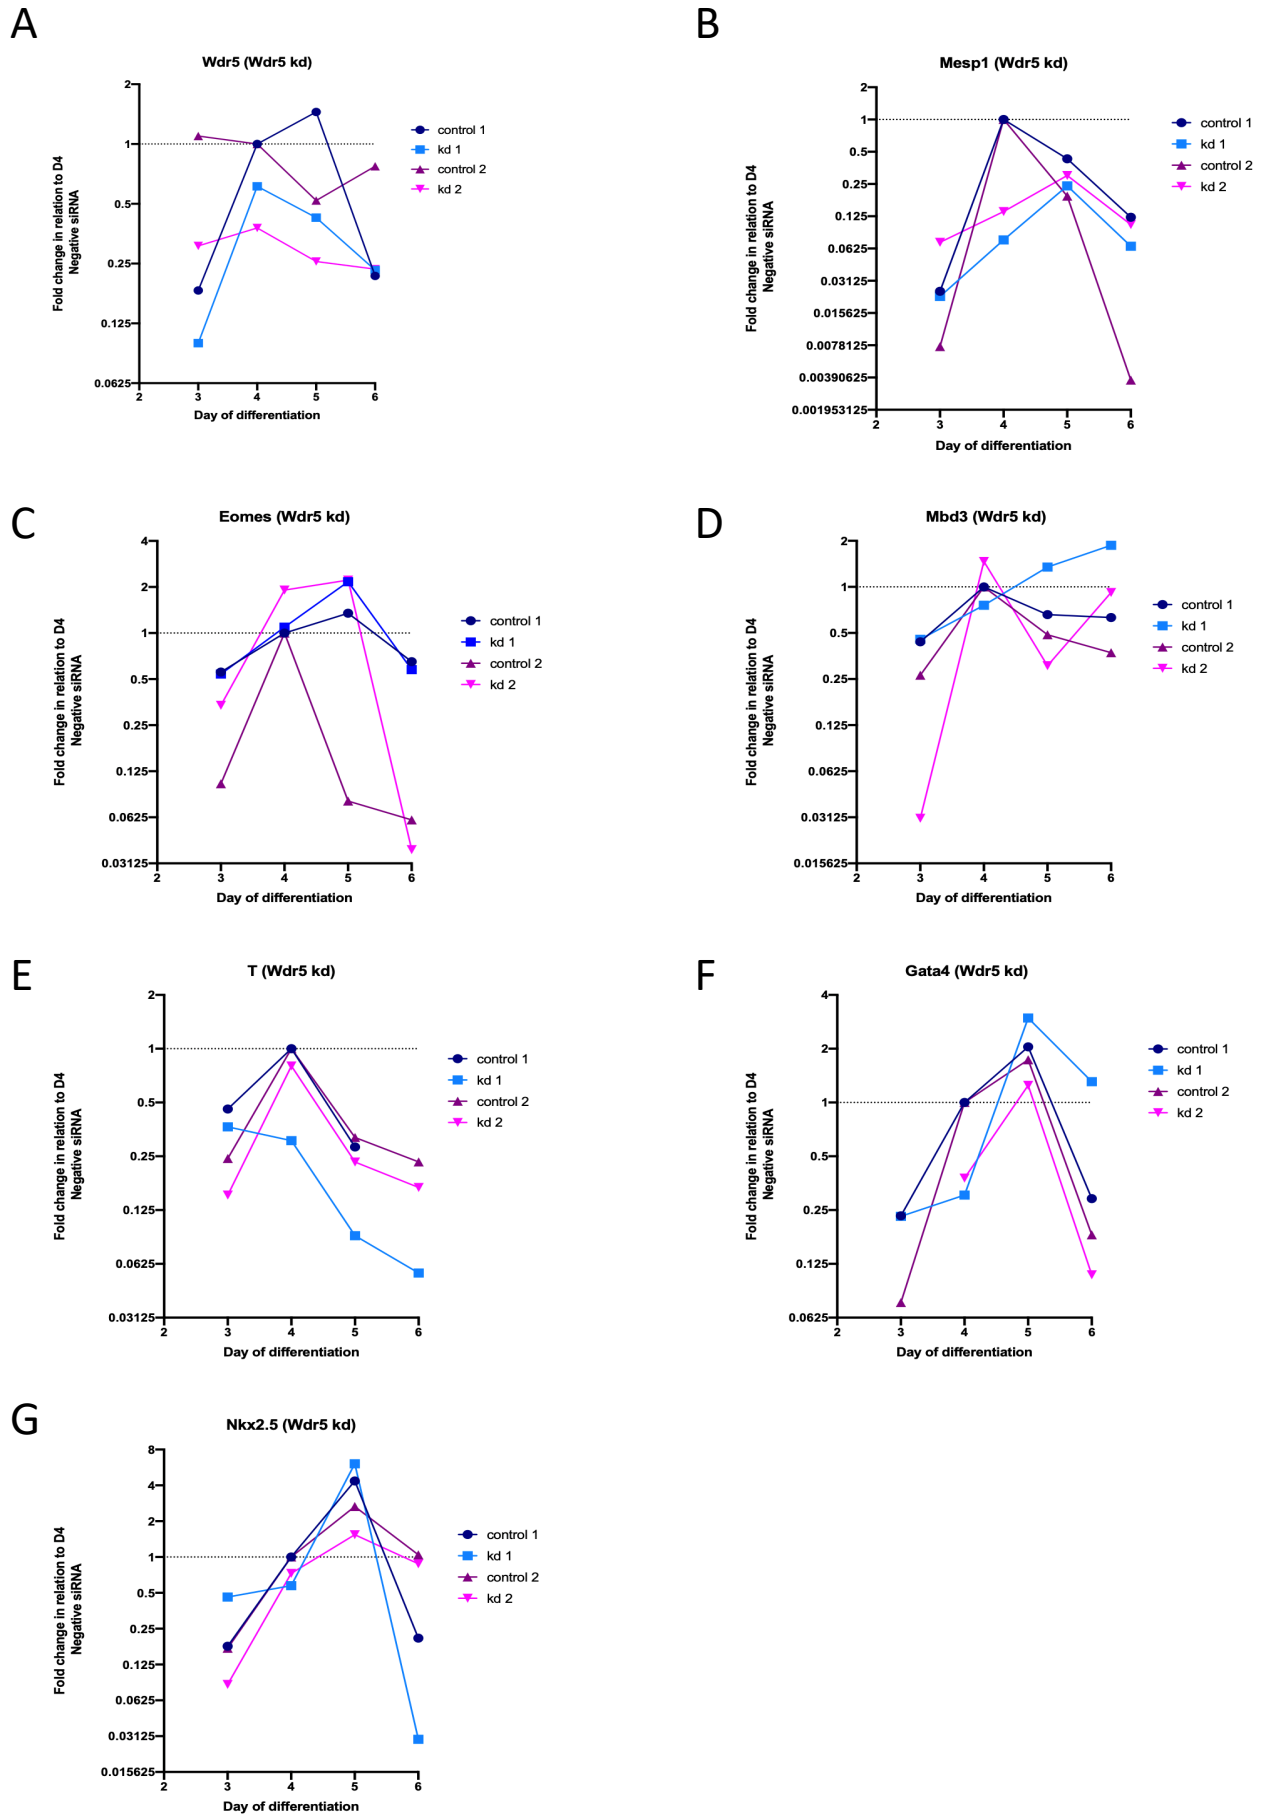 A
Wdr5 (Wdr5 kd)
Fold change in relation to D4
Negative siRNA
2
1
0.5
0.25
0.125
0.0625
2 3 4 5 6
Day of differentiation
control 1
kd 1
control 2
kd 2
B
Mesp1 (Wdr5 kd)
Fold change in relation to D4
Negative siRNA
2
1
0.5
0.25
0.125
0.0625
0.03125
0.015625
0.0078125
0.00390625
0.001953125
2 3 4 5 6
Day of differentiation
control 1
kd 1
control 2
kd 2
C
Eomes (Wdr5 kd)
Fold change in relation to D4
Negative siRNA
4
2
1
0.5
0.25
0.125
0.0625
0.03125
2 3 4 5 6
Day of differentiation
control 1
kd 1
control 2
kd 2
D
Mbd3 (Wdr5 kd)
Fold change in relation to D4
Negative siRNA
2
1
0.5
0.25
0.125
0.0625
0.03125
0.015625
2 3 4 5 6
Day of differentiation
control 1
kd 1
control 2
kd 2
E
T (Wdr5 kd)
Fold change in relation to D4
Negative siRNA
2
1
0.5
0.25
0.125
0.0625
0.03125
2 3 4 5 6
Day of differentiation
control 1
kd 1
control 2
kd 2
F
Gata4 (Wdr5 kd)
Fold change in relation to D4
Negative siRNA
4
2
1
0.5
0.25
0.125
0.0625
2 3 4 5 6
Day of differentiation
control 1
kd 1
control 2
kd 2
G
Nkx2.5 (Wdr5 kd)
Fold change in relation to D4
Negative siRNA
8
4
2
1
0.5
0.25
0.125
0.0625
0.03125
0.015625
2 3 4 5 6
Day of differentiation
control 1
kd 1
control 2
kd 2